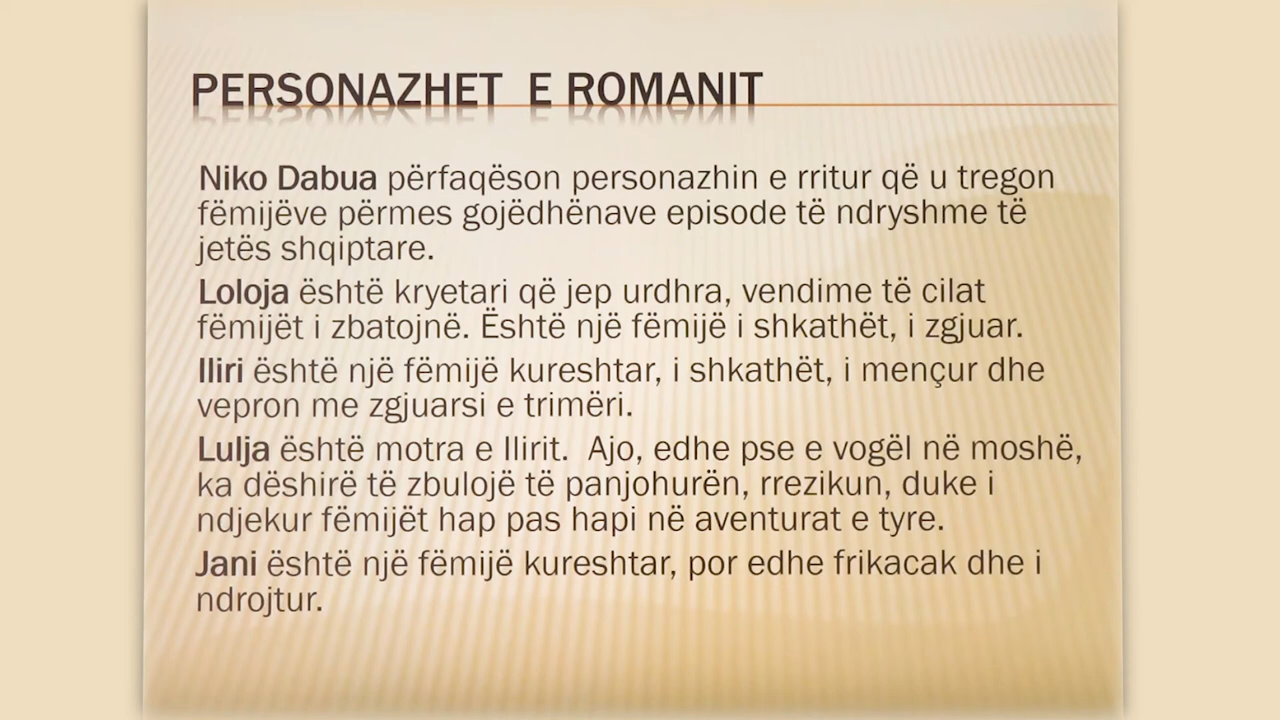 PERSONAZHET E ROMANIT
Niko Dabua përfaqëson personazhin e rritur që u tregon
fëmijëve përmes gojëdhënave episode të ndryshme të
jetës shqiptare.
Loloja është kryetari që jep urdhra, vendime të cilat
fëmijët i zbatojnë. Është një fëmijë i shkathët, i zgjuar.
Iliri është një fëmijë kureshtar, i shkathët, i mençur dhe
vepron me zgjuarsi e trimëri.
Lulja është motra e Ilirit. Ajo, edhe pse e vogël në moshë,
ka dëshirë të zbulojë të panjohurën, rrezikun, duke i
ndjekur fëmijët hap pas hapi në aventurat e tyre.
Jani është një fëmijë kureshtar, por edhe frikacak dhe i
ndrojtur.